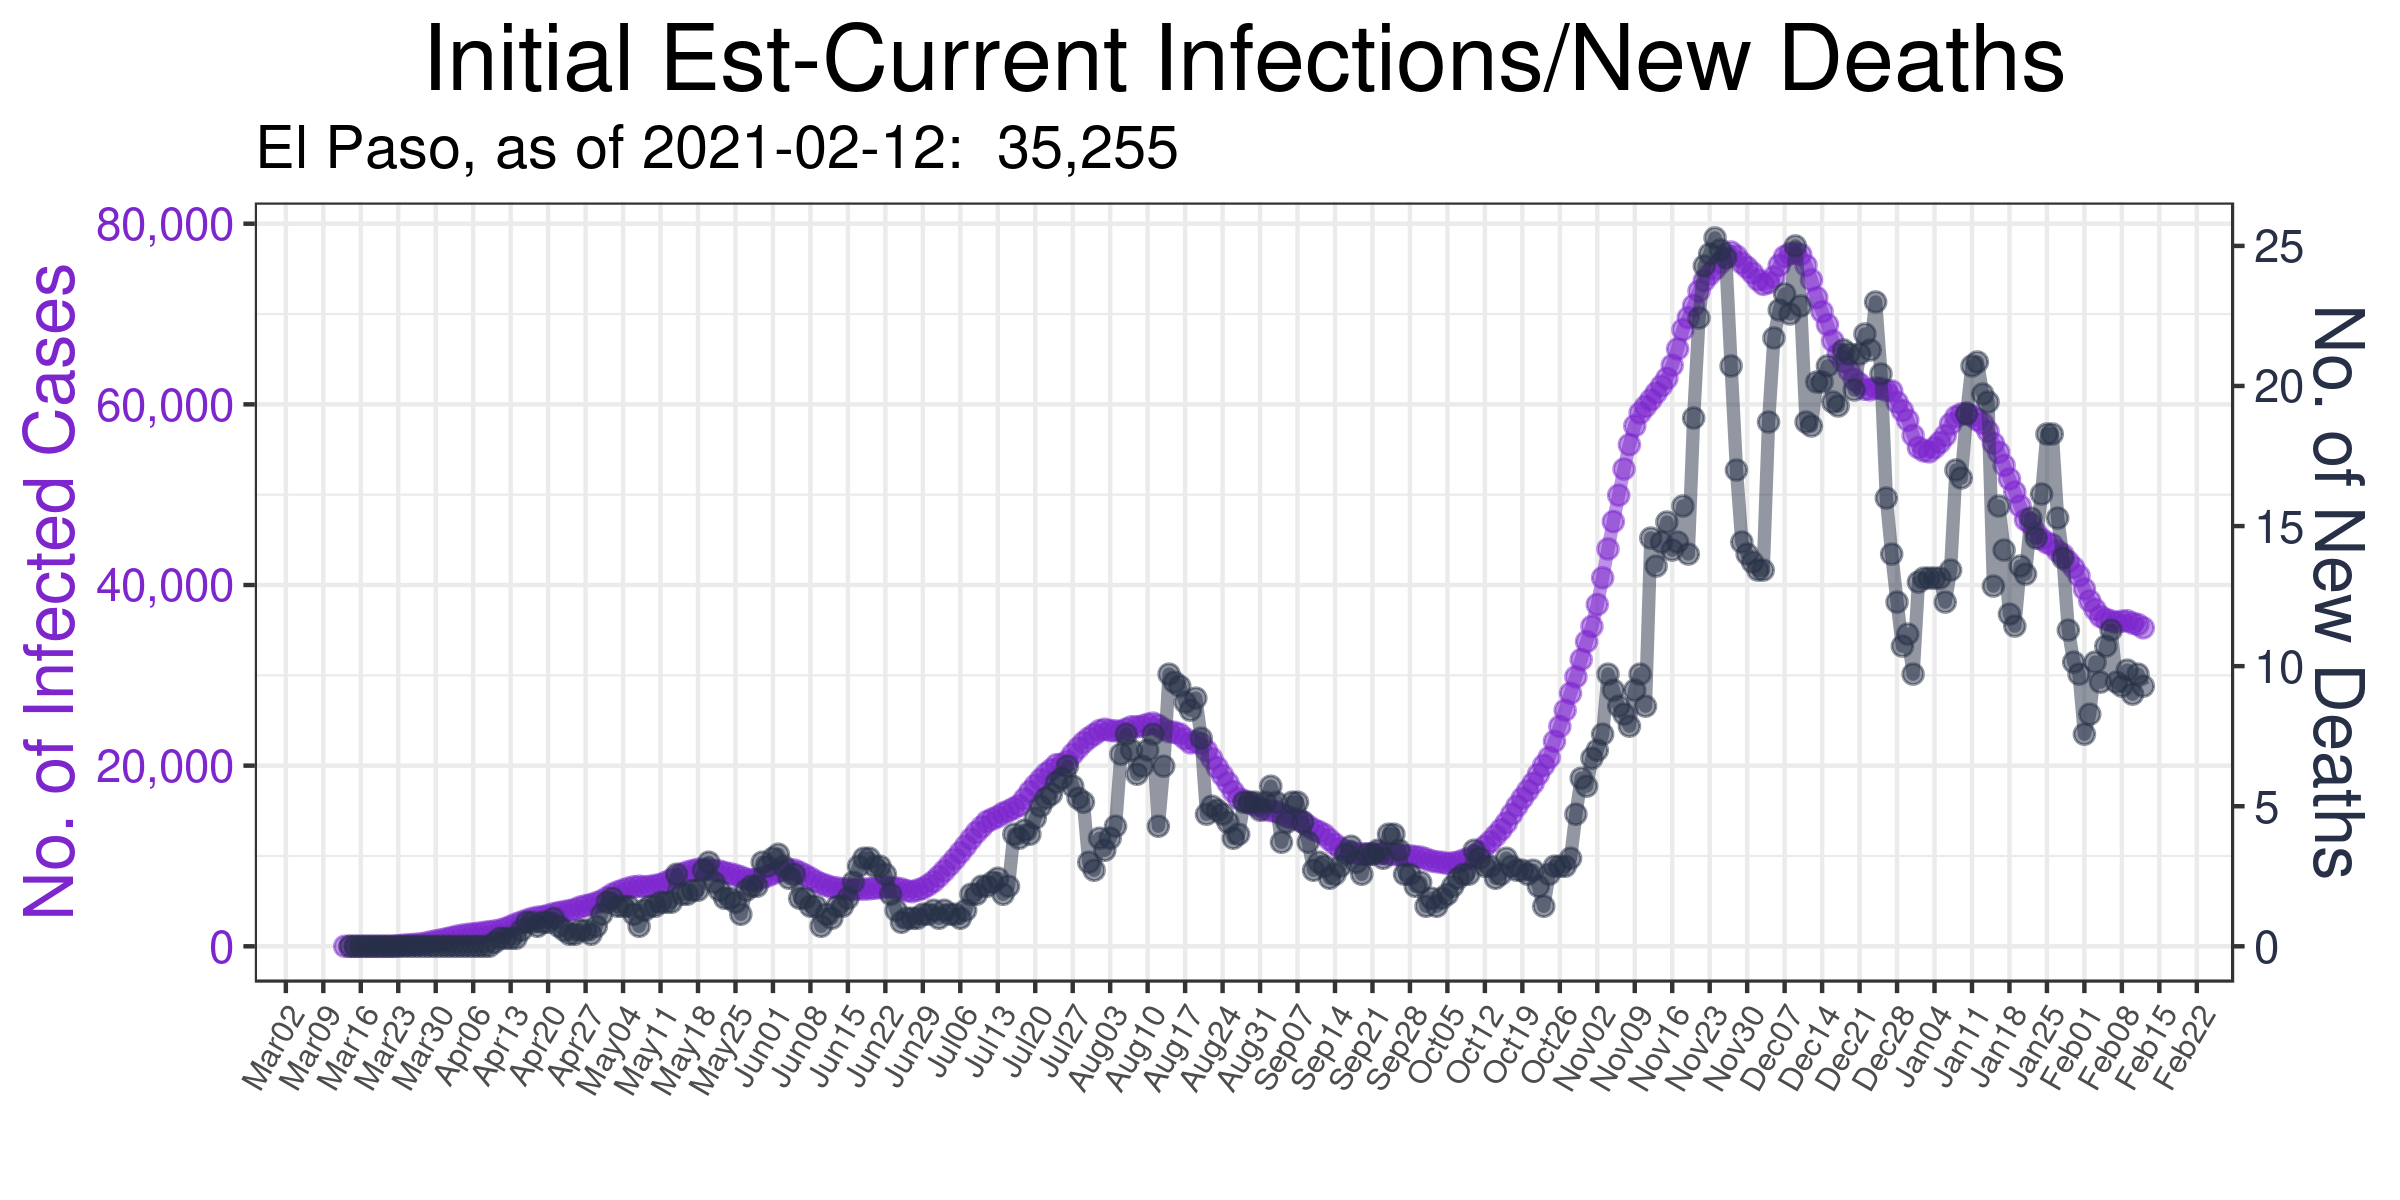 Initial Est-Current Infections/New Deaths
El Paso, as of 2021-02-12:  35,255
No. of Infected Cases
80,000
60,000
40,000
20,000
0
25
20
15
10
5
0
No. of New Deaths
Mar02 Mar09 Mar16 Mar23 Mar30 Apr06 Apr13 Apr20 Apr27 May04 May11 May18 May25 Jun01 Jun08 Jun15 Jun22 Jun29 Jul06 Jul13 Jul20 Jul27 Aug03 Aug10 Aug17 Aug24 Aug31 Sep07 Sep14 Sep21 Sep28 Oct05 Oct12 Oct19 Oct26 Nov02 Nov09 Nov16 Nov23 Nov30 Dec07 Dec14 Dec21 Dec28 Jan04 Jan11 Jan18 Jan25 Feb01 Feb08 Feb15 Feb22